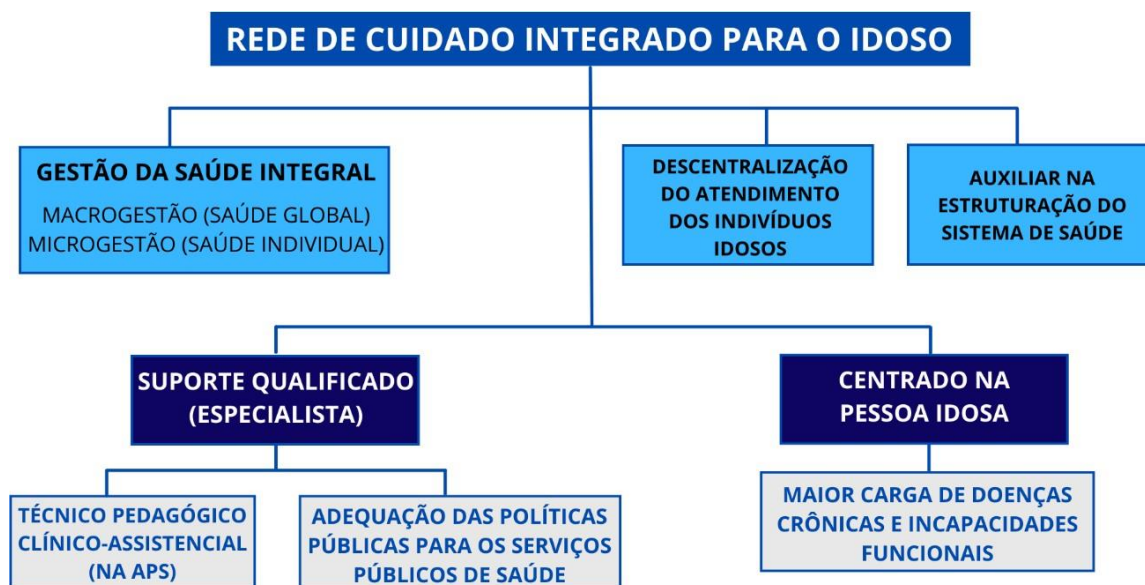 REDE DE CUIDADO INTEGRADO PARA O IDOSO
GESTÃO DA SAÚDE INTEGRAL
MACROGESTÃO (SAÚDE GLOBAL)
MICROGESTÃO (SAÚDE INDIVIDUAL)
DESCENTRALIZAÇÃO
DO ATENDIMENTO
DOS INDIVÍDUOS
IDOSOS
AUXILIAR NA
ESTRUTURAÇÃO DO
SISTEMA DE SAÚDE
SUPORTE QUALIFICADO
(ESPECIALISTA)
CENTRADO NA
PESSOA IDOSA
TÉCNICO PEDAGÓGICO
CLÍNICO-ASSISTENCIAL
(NA APS)
ADEQUAÇÃO DAS POLÍTICAS
PÚBLICAS PARA OS SERVIÇOS
PÚBLICOS DE SAÚDE
MAIOR CARGA DE DOENÇAS
CRÔNICAS E INCAPACIDADES
FUNCIONAIS